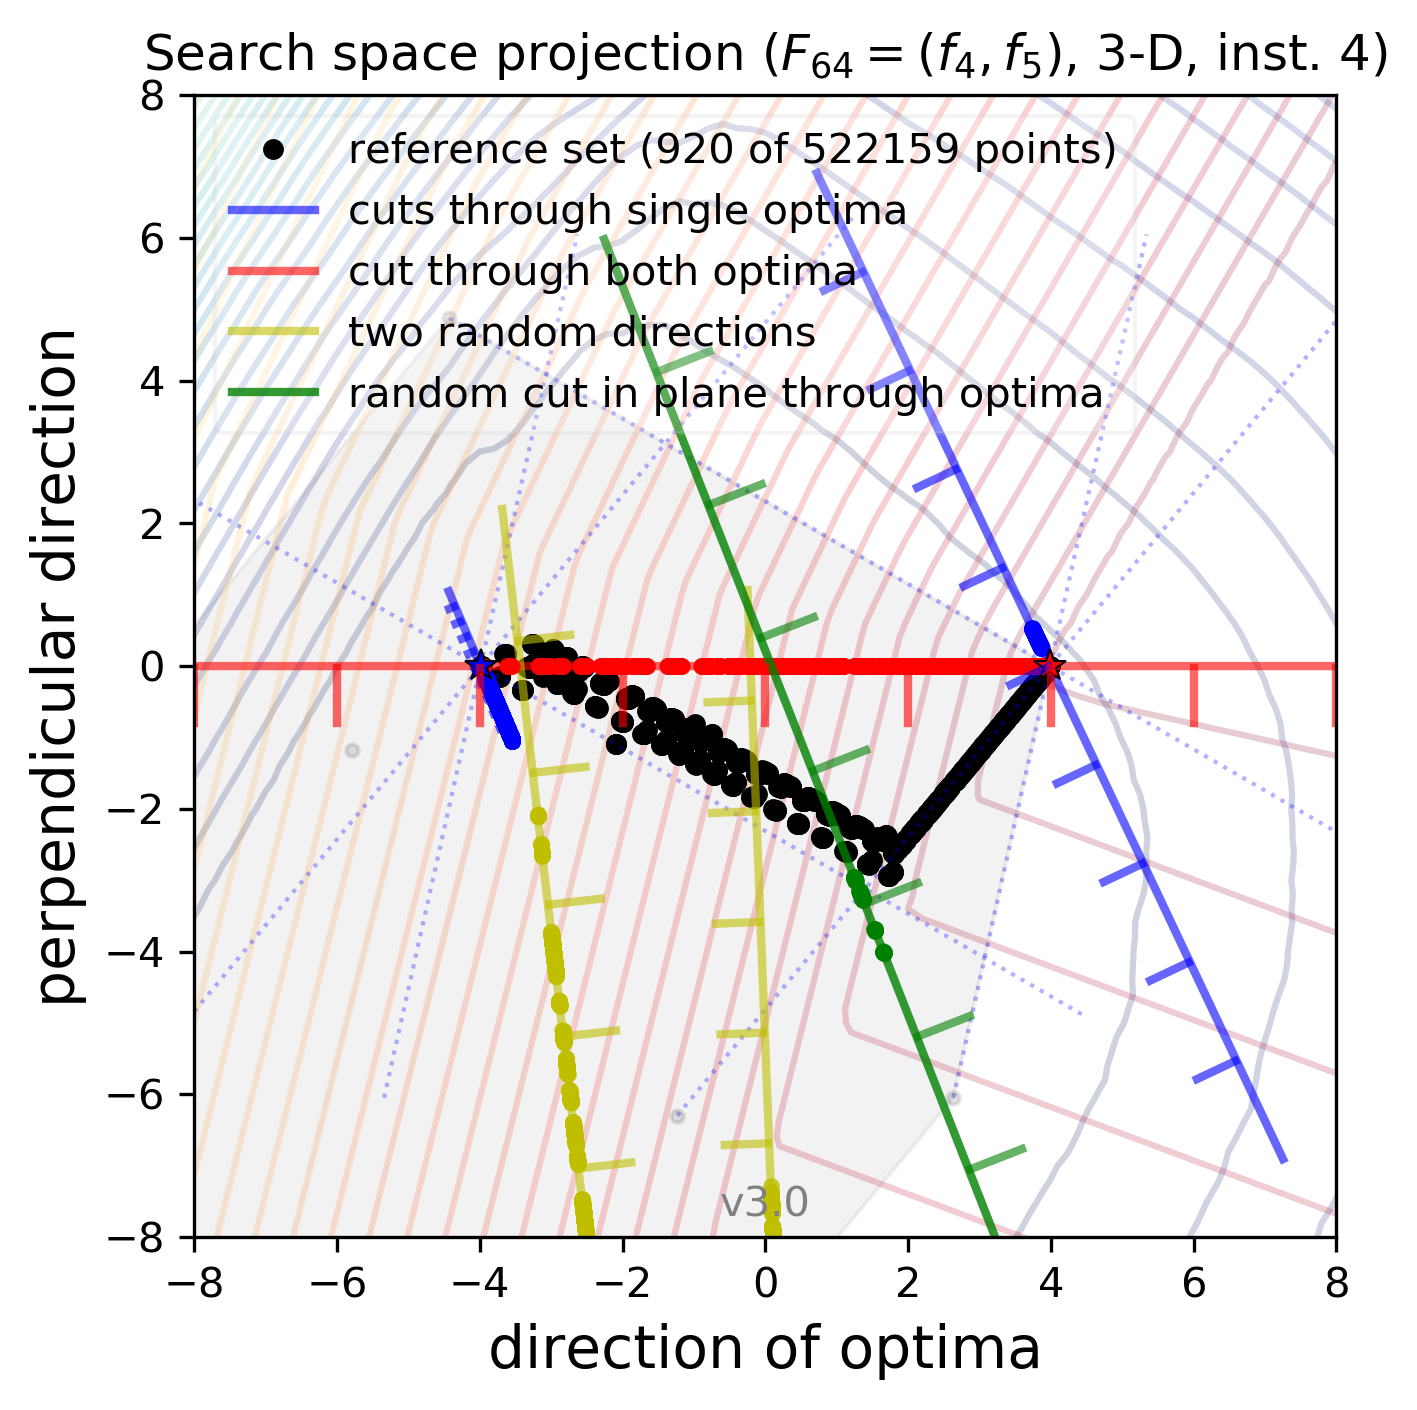 Search space projection (F64 = (f4, f5), 3-D, inst. 4)
8
6
4
2
0
−2
−4
−6
−8
perpendicular direction
reference set (920 of 522159 points)
cuts through single optima
cut through both optima
two random directions
random cut in plane through optima
v3.0
−8 −6 −4 −2 0 2 4 6 8
direction of optima